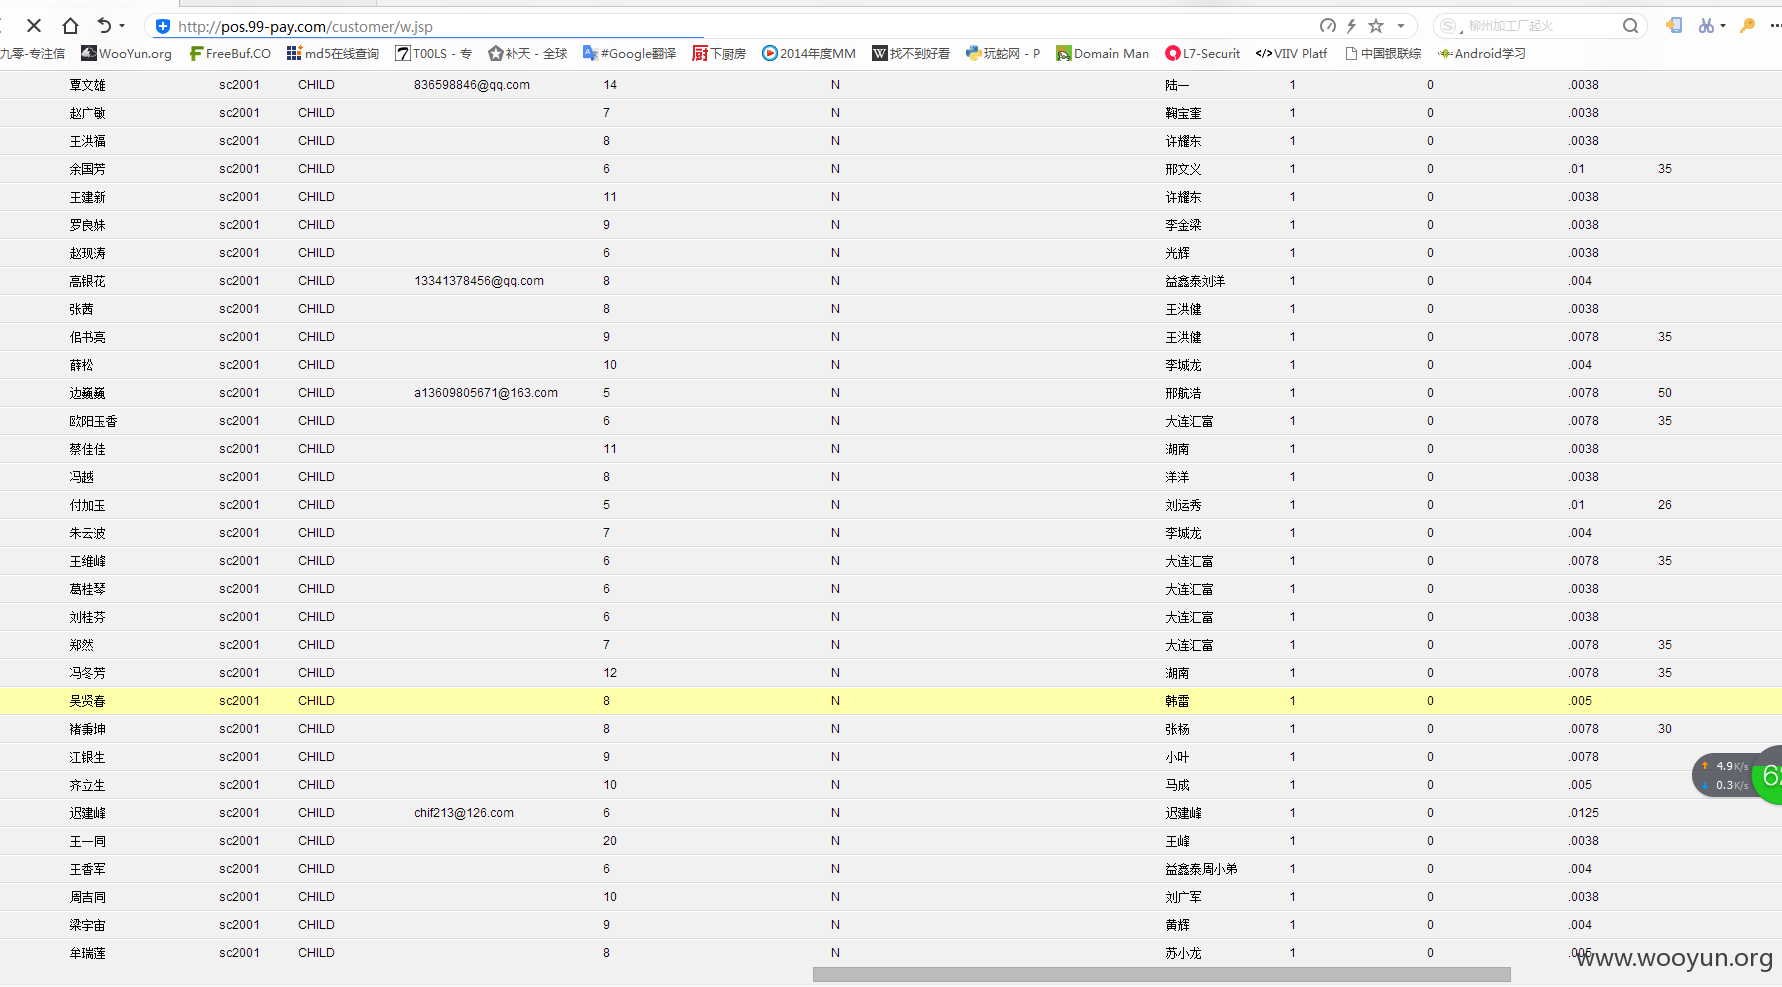 http://pos.99-pay.com/customer/w.jsp 柳州加工厂起火
九零-专注信 WooYun.org FreeBuf.CO md5在线查询 T00LS - 专 补天 - 全球 #Google翻译 下厨房 2014年度MM 找不到好看 玩蛇网 - P Domain Man L7-Securit VIIV Platf 中国银联综 Android学习
覃文雄 sc2001 CHILD 836598846@qq.com 14 N 陆一 1 0 .0038
赵广敏 sc2001 CHILD 7 N 鞠宝奎 1 0 .0038
王洪福 sc2001 CHILD 8 N 许耀东 1 0 .0038
余国芳 sc2001 CHILD 6 N 邢文义 1 0 .01 35
王建新 sc2001 CHILD 11 N 许耀东 1 0 .0038
罗良妹 sc2001 CHILD 9 N 李金梁 1 0 .0038
赵现涛 sc2001 CHILD 6 N 光辉 1 0 .0038
高银花 sc2001 CHILD 13341378456@qq.com 8 N 益鑫泰刘洋 1 0 .004
张茜 sc2001 CHILD 8 N 王洪健 1 0 .0038
佀书亮 sc2001 CHILD 9 N 王洪健 1 0 .0078 35
薛松 sc2001 CHILD 10 N 李城龙 1 0 .004
边巍巍 sc2001 CHILD a13609805671@163.com 5 N 邢航浩 1 0 .0078 50
欧阳玉香 sc2001 CHILD 6 N 大连汇富 1 0 .0078 35
蔡佳佳 sc2001 CHILD 11 N 湖南 1 0 .0038
冯越 sc2001 CHILD 8 N 洋洋 1 0 .0038
付加玉 sc2001 CHILD 5 N 刘运秀 1 0 .01 26
朱云波 sc2001 CHILD 7 N 李城龙 1 0 .004
王维峰 sc2001 CHILD 6 N 大连汇富 1 0 .0078 35
葛桂琴 sc2001 CHILD 6 N 大连汇富 1 0 .0038
刘桂芬 sc2001 CHILD 6 N 大连汇富 1 0 .0038
郑然 sc2001 CHILD 7 N 大连汇富 1 0 .0078 35
冯冬芳 sc2001 CHILD 12 N 湖南 1 0 .0078 35
吴贤春 sc2001 CHILD 8 N 韩雷 1 0 .005
褚秉坤 sc2001 CHILD 8 N 张杨 1 0 .0078 30
江银生 sc2001 CHILD 9 N 小叶 1 0 .0078
4.9K/s
62
0.3K/s
齐立生 sc2001 CHILD 10 N 马成 1 0 .005
迟建峰 sc2001 CHILD chif213@126.com 6 N 迟建峰 1 0 .0125
王一同 sc2001 CHILD 20 N 王峰 1 0 .0038
王香军 sc2001 CHILD 6 N 益鑫泰周小弟 1 0 .004
周吉同 sc2001 CHILD 10 N 刘广军 1 0 .0038
梁宇宙 sc2001 CHILD 9 N 黄辉 1 0 .004
牟瑞莲 sc2001 CHILD 8 N 苏小龙 1 0 .005
www.wooyun.org